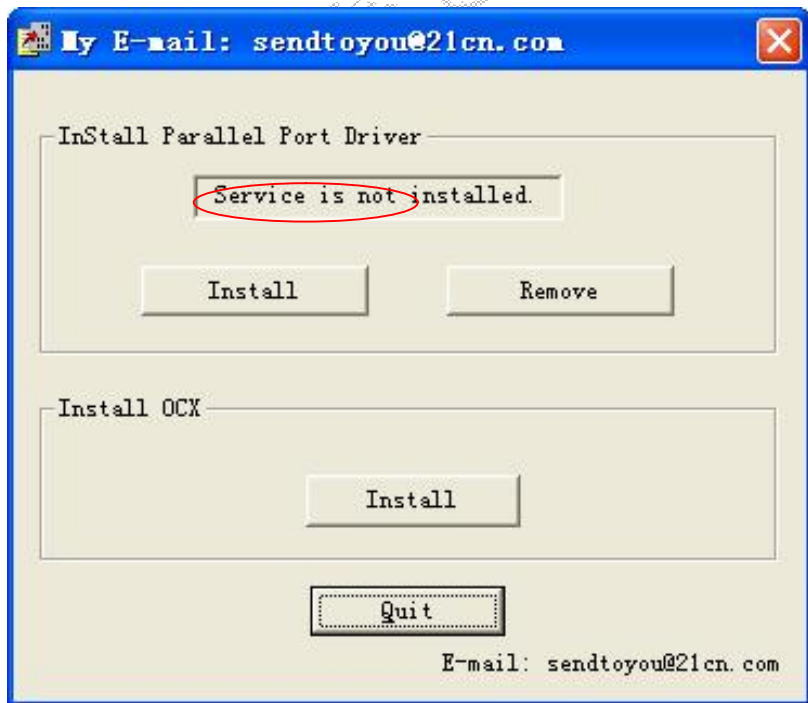 My E-mail: sendtoyou@21cn.com
InStall Parallel Port Driver
Service is not installed.
Install Remove
Install OCX
Install
Quit
E-mail: sendtoyou@21cn.com